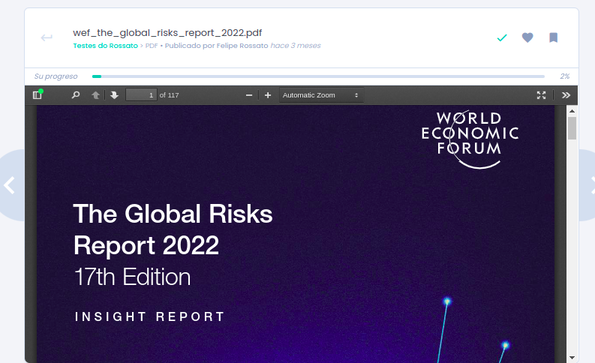 wef_the_global_risks_report_2022.pdf
Testes do Rossato > PDF • Publicado por Felipe Rossato hace 3 meses
Su progreso 2%
1 of 117 Automatic Zoom
WORLD
ECONOMIC
FORUM
The Global Risks
Report 2022
17th Edition
INSIGHT REPORT